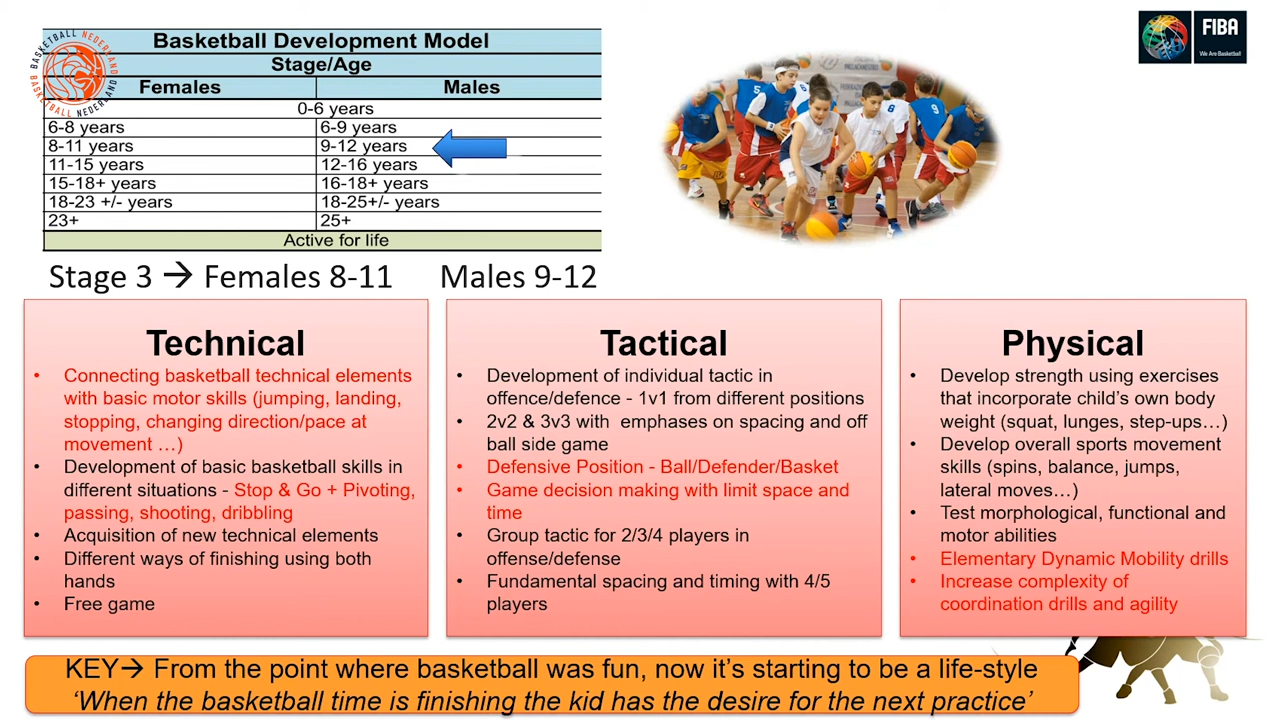 BASKETBALL NEDERLAND
BASKETBALL NEDERLAND
FIBA
We Are Basketball
Basketball Development Model
Stage/Age
Females Males
0-6 years
6-8 years 6-9 years
8-11 years 9-12 years
11-15 years 12-16 years
15-18+ years 16-18+ years
18-23 +/- years 18-25+/- years
23+ 25+
Active for life
Stage 3 → Females 8-11 Males 9-12
Technical
• Connecting basketball technical elements
with basic motor skills (jumping, landing,
stopping, changing direction/pace at
movement …)
• Development of basic basketball skills in
different situations - Stop & Go + Pivoting,
passing, shooting, dribbling
• Acquisition of new technical elements
• Different ways of finishing using both
hands
• Free game
Tactical
• Development of individual tactic in
offence/defence - 1v1 from different positions
• 2v2 & 3v3 with emphases on spacing and off
ball side game
• Defensive Position - Ball/Defender/Basket
• Game decision making with limit space and
time
• Group tactic for 2/3/4 players in
offense/defense
• Fundamental spacing and timing with 4/5
players
Physical
• Develop strength using exercises
that incorporate child's own body
weight (squat, lunges, step-ups…)
• Develop overall sports movement
skills (spins, balance, jumps,
lateral moves…)
• Test morphological, functional and
motor abilities
• Elementary Dynamic Mobility drills
• Increase complexity of
coordination drills and agility
KEY→ From the point where basketball was fun, now it's starting to be a life-style
'When the basketball time is finishing the kid has the desire for the next practice'